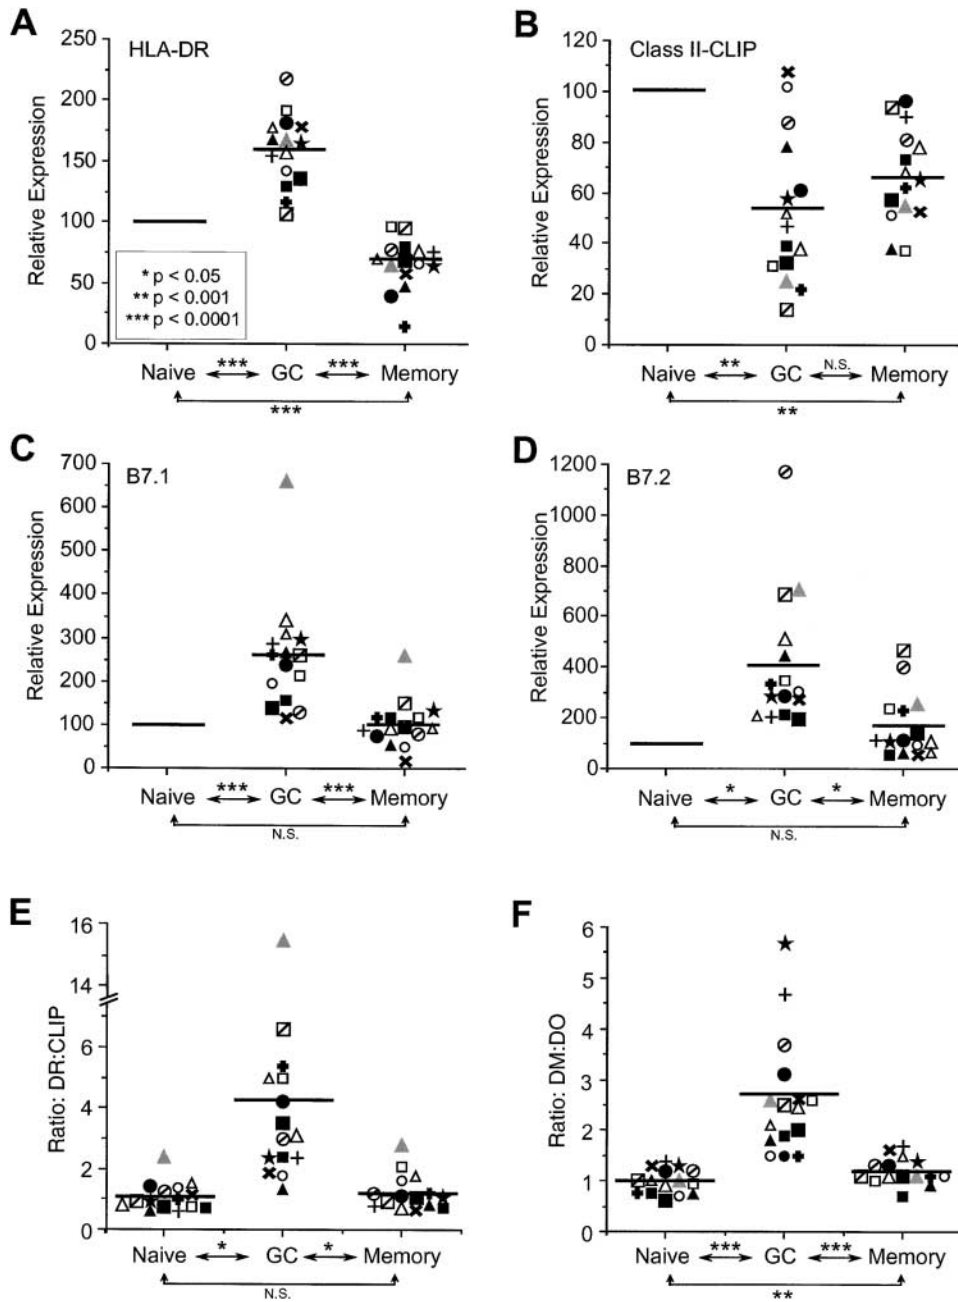 A
HLA-DR
Relative Expression
250
200
150
100
50
0
* p < 0.05
** p < 0.001
*** p < 0.0001
Naive *** GC *** Memory
***
B
Class II-CLIP
Relative Expression
120
100
80
60
40
20
0
Naive ** GC N.S. Memory
**
C
B7.1
Relative Expression
700
600
500
400
300
200
100
0
Naive *** GC *** Memory
N.S.
D
B7.2
Relative Expression
1200
1000
800
600
400
200
0
Naive * GC * Memory
N.S.
E
Ratio: DR:CLIP
16
14
6
4
2
0
Naive * GC * Memory
N.S.
F
Ratio: DM:DO
6
5
4
3
2
1
0
Naive *** GC *** Memory
**